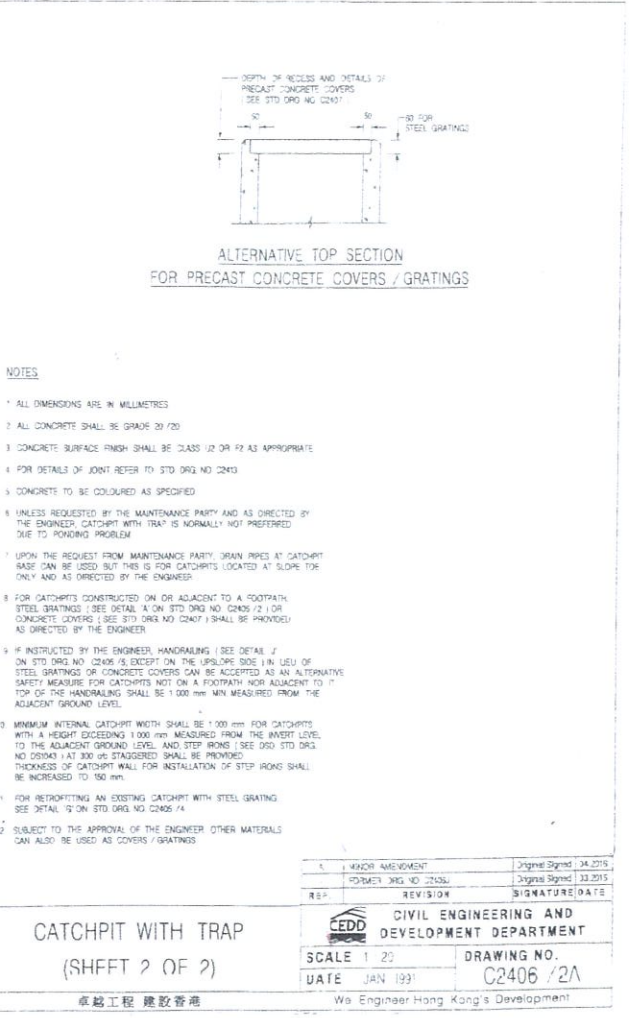 DEPTH OF RECESS AND DETAILS OF
PRECAST CONCRETE COVERS
(SEE STD DRG NO C2407)
50
50
60 FOR
STEEL GRATINGS
ALTERNATIVE TOP SECTION
FOR PRECAST CONCRETE COVERS / GRATINGS
NOTES
ALL DIMENSIONS ARE IN MILLIMETRES
2 ALL CONCRETE SHALL BE GRADE 20 /20
3 CONCRETE SURFACE FINISH SHALL BE CLASS U2 OR F2 AS APPROPRIATE
4 FOR DETAILS OF JOINT REFER TO STD DRG NO C2413
5 CONCRETE TO BE COLOURED AS SPECIFIED
6 UNLESS REQUESTED BY THE MAINTENANCE PARTY AND AS DIRECTED BY
THE ENGINEER, CATCHPIT WITH TRAP IS NORMALLY NOT PREFERRED
DUE TO PONDING PROBLEM
7 UPON THE REQUEST FROM MAINTENANCE PARTY, DRAIN PIPES AT CATCHPIT
BASE CAN BE USED BUT THIS IS FOR CATCHPITS LOCATED AT SLOPE TOE
ONLY AND AS DIRECTED BY THE ENGINEER
8 FOR CATCHPITS CONSTRUCTED ON OR ADJACENT TO A FOOTPATH,
STEEL GRATINGS (SEE DETAIL 'A' ON STD DRG NO C2405 /2) OR
CONCRETE COVERS (SEE STD DRG NO C2407) SHALL BE PROVIDED
AS DIRECTED BY THE ENGINEER
9 IF INSTRUCTED BY THE ENGINEER, HANDRAILING (SEE DETAIL J
ON STD DRG NO C2405 /5, EXCEPT ON THE UPSLOPE SIDE) IN LIEU OF
STEEL GRATINGS OR CONCRETE COVERS CAN BE ACCEPTED AS AN ALTERNATIVE
SAFETY MEASURE FOR CATCHPITS NOT ON A FOOTPATH NOR ADJACENT TO IT
TOP OF THE HANDRAILING SHALL BE 1 000 mm MIN MEASURED FROM THE
ADJACENT GROUND LEVEL
0 MINIMUM INTERNAL CATCHPIT WIDTH SHALL BE 1 000 mm FOR CATCHPITS
WITH A HEIGHT EXCEEDING 1 000 mm MEASURED FROM THE INVERT LEVEL
TO THE ADJACENT GROUND LEVEL AND STEP IRONS (SEE DSD STD DRG
NO DS1043) AT 300 c/c STAGGERED SHALL BE PROVIDED
THICKNESS OF CATCHPIT WALL FOR INSTALLATION OF STEP IRONS SHALL
BE INCREASED TO 150 mm
1 FOR RETROFITTING AN EXISTING CATCHPIT WITH STEEL GRATING
SEE DETAIL 'G' ON STD DRG NO C2405 /4
2 SUBJECT TO THE APPROVAL OF THE ENGINEER OTHER MATERIALS
CAN ALSO BE USED AS COVERS / GRATINGS
MINOR AMENDMENT Original Signed 04.2016
FORMER DRG NO C2406J Original Signed 03.2015
REF. REVISION SIGNATURE DATE
CATCHPIT WITH TRAP
(SHEET 2 OF 2)
卓越工程 建設香港
CEDD
CIVIL ENGINEERING AND
DEVELOPMENT DEPARTMENT
SCALE 1 20
DATE JAN 1991
DRAWING NO.
C2406 /2A
We Engineer Hong Kong's Development